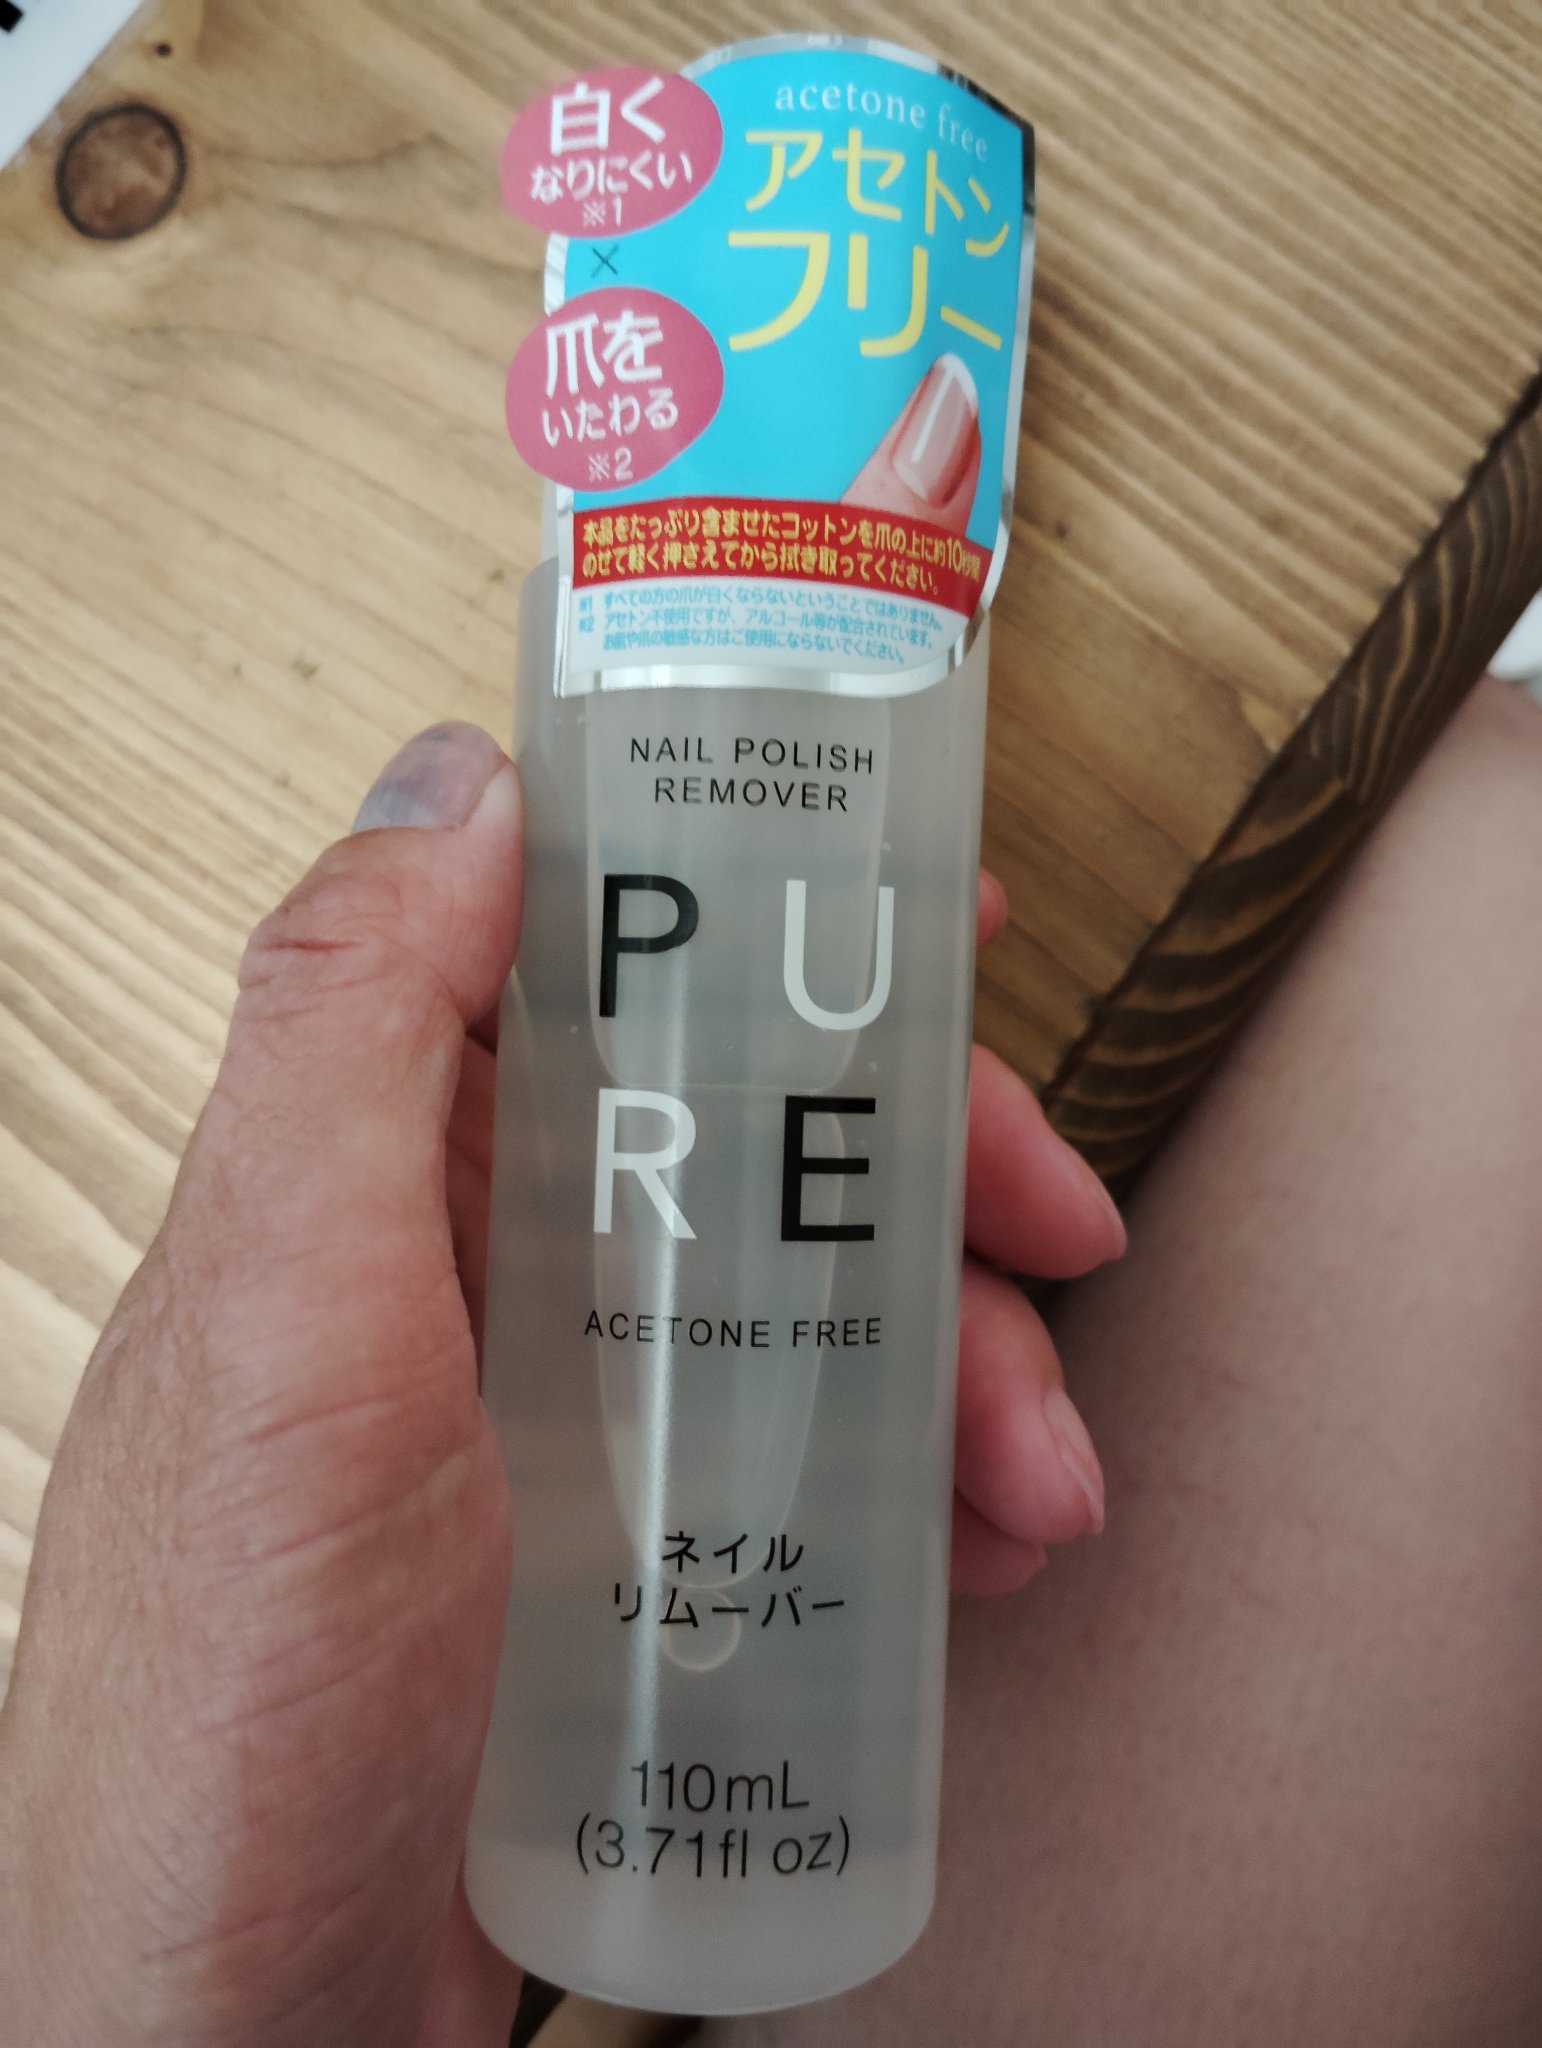 acetone free
アセトン
フリー
白く
なりにくい
※1
×
爪を
いたわる
※2
本品をたっぷり含ませたコットンを爪の上に約10秒間
のせて軽く押さえてから拭き取ってください。
※1 すべての方の爪が白くならないということではありません。
※2 アセトン不使用ですが、アルコール等が配合されています。
お肌や爪の敏感な方はご使用にならないでください。
NAIL POLISH
REMOVER
P U
R E
ACETONE FREE
ネイル
リムーバー
110mL
(3.71fl oz)